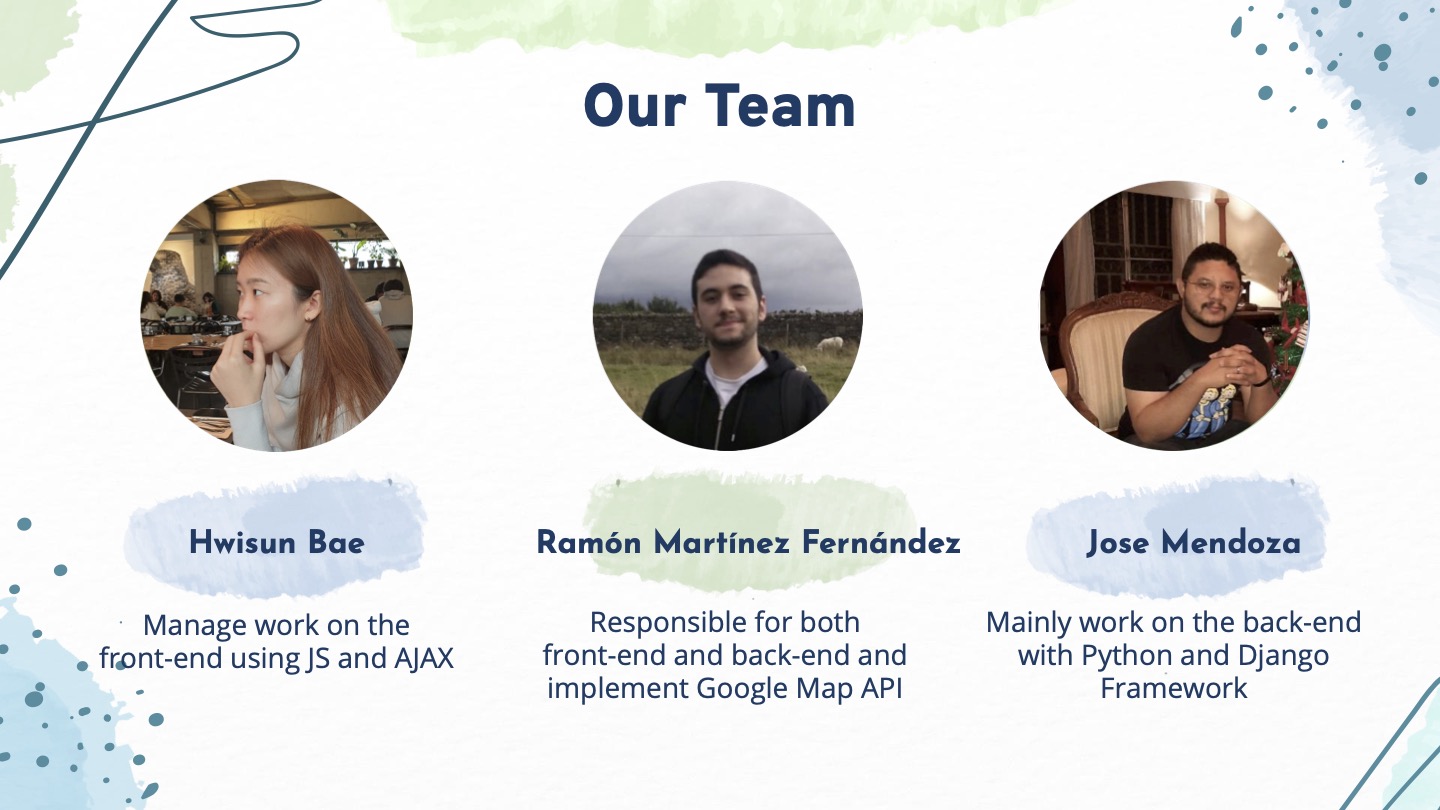 Our Team
Hwisun Bae
Manage work on the
front-end using JS and AJAX
Ramón Martínez Fernández
Responsible for both
front-end and back-end and
implement Google Map API
Jose Mendoza
Mainly work on the back-end
with Python and Django
Framework